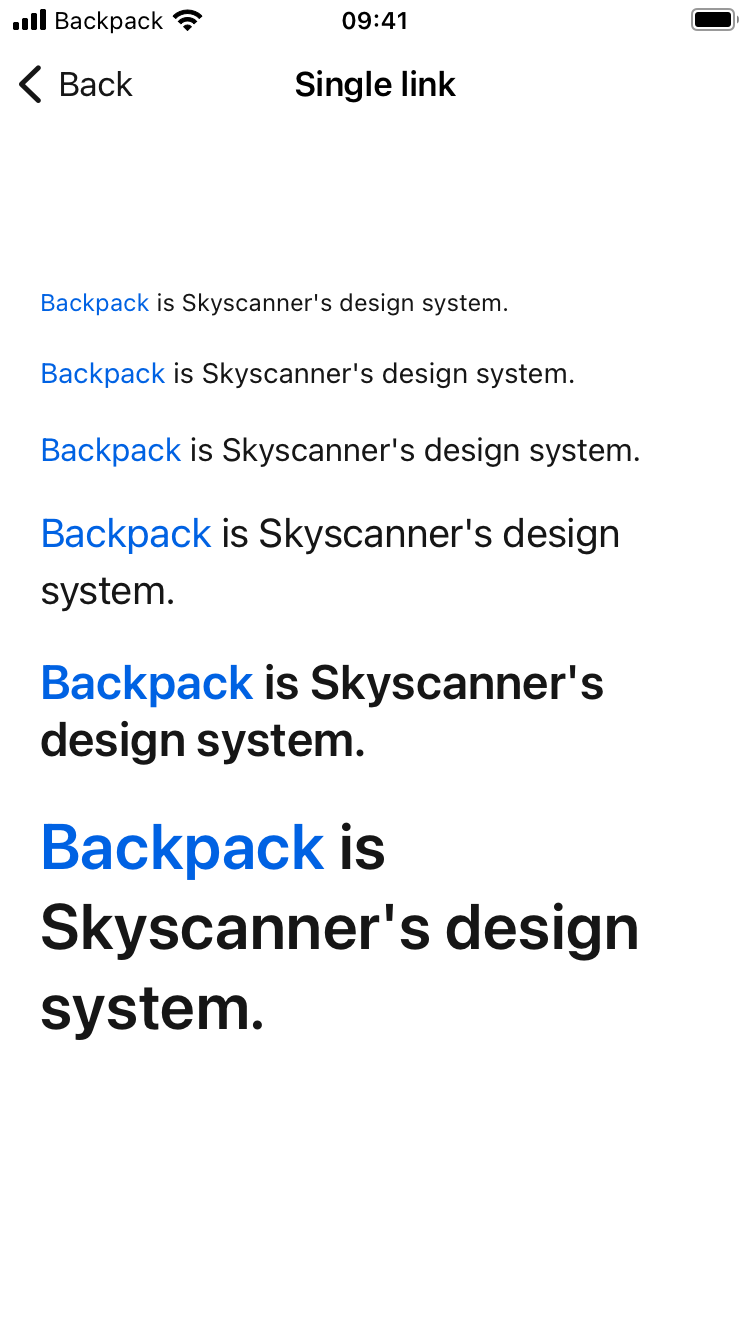 Backpack 09:41
Back Single link
Backpack is Skyscanner's design system.
Backpack is Skyscanner's design system.
Backpack is Skyscanner's design system.
Backpack is Skyscanner's design
system.
Backpack is Skyscanner's
design system.
Backpack is
Skyscanner's design
system.